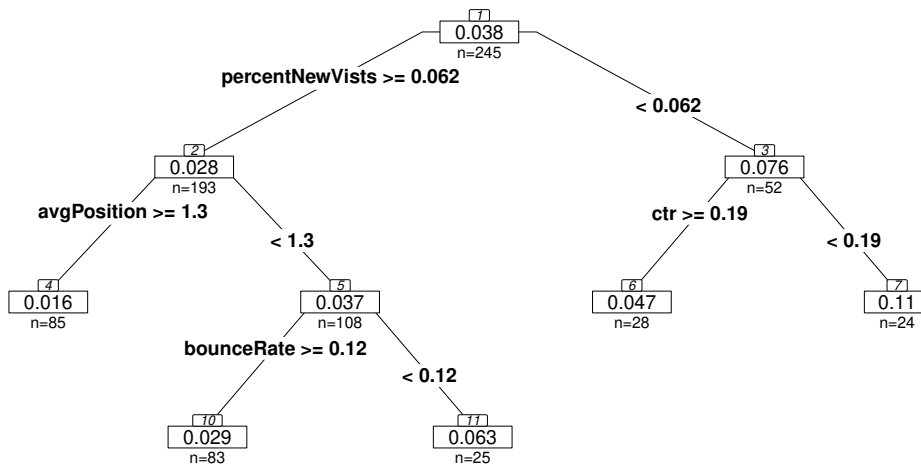 1
0.038
n=245
percentNewVists >= 0.062
< 0.062
2
0.028
n=193
3
0.076
n=52
avgPosition >= 1.3
< 1.3
ctr >= 0.19
< 0.19
4
0.016
n=85
5
0.037
n=108
6
0.047
n=28
7
0.11
n=24
bounceRate >= 0.12
< 0.12
10
0.029
n=83
11
0.063
n=25